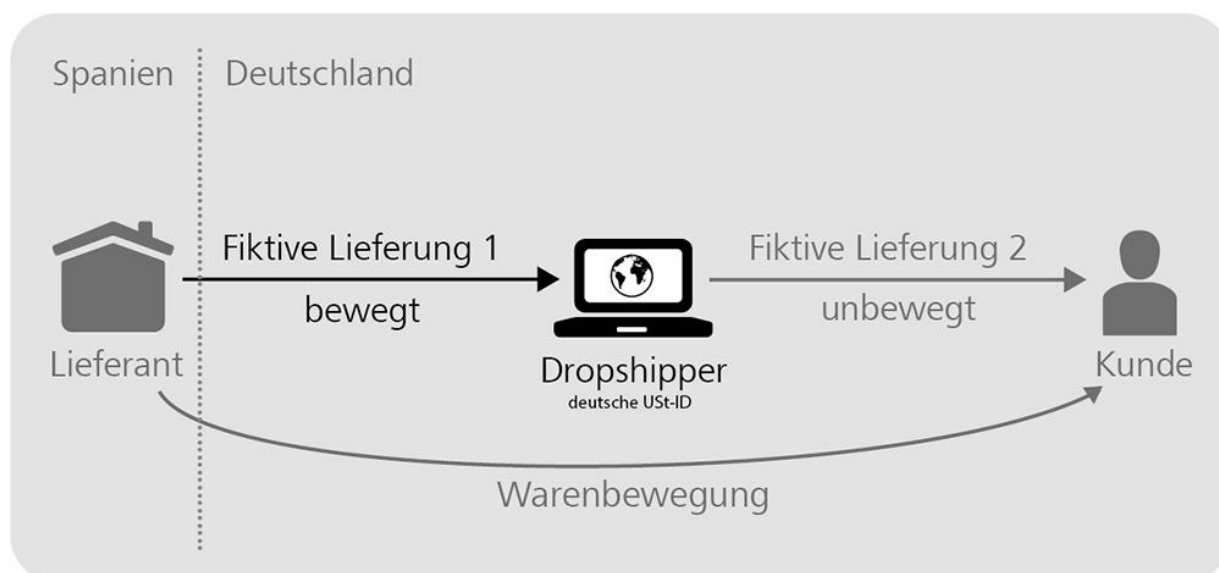 Spanien
Deutschland
Fiktive Lieferung 1
bewegt
Fiktive Lieferung 2
unbewegt
Lieferant
Dropshipper
deutsche USt-ID
Kunde
Warenbewegung